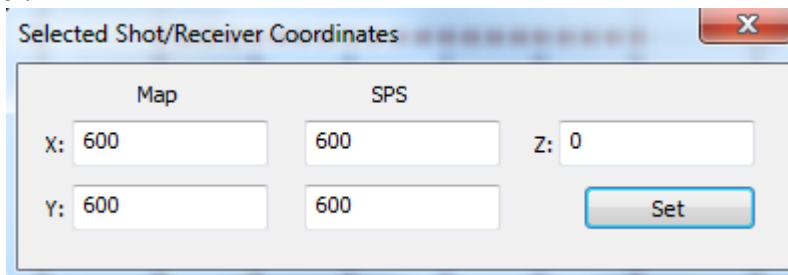 Selected Shot/Receiver Coordinates X
Map SPS
X: 600 600 Z: 0
Y: 600 600 Set